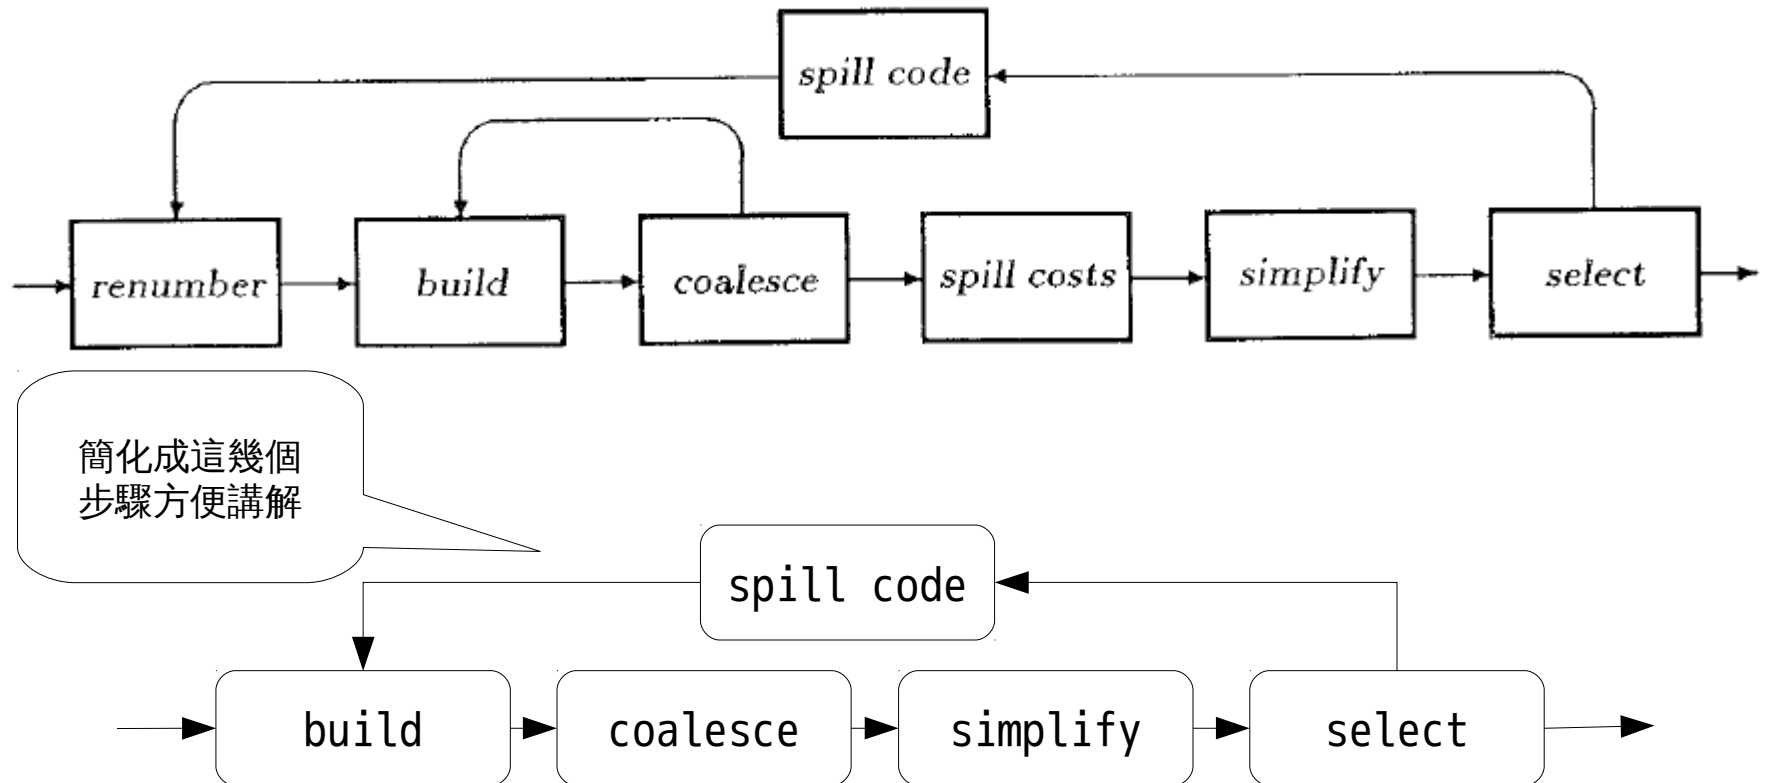 spill code
renumber
build
coalesce
spill costs
simplify
select
簡化成這幾個
步驟方便講解
spill code
build
coalesce
simplify
select